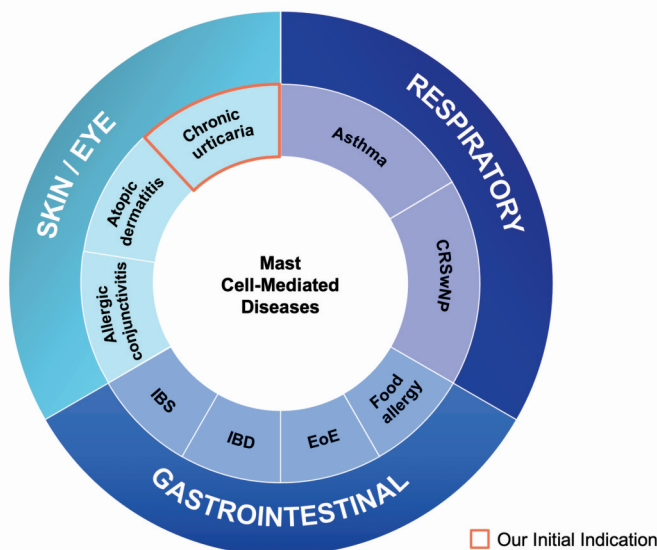 SKIN / EYE
RESPIRATORY
GASTROINTESTINAL
Chronic
urticaria
Asthma
Atopic
dermatitis
CRSwNP
Allergic
conjunctivitis
Mast
Cell-Mediated
Diseases
IBS
IBD
EoE
Food
allergy
Our Initial Indication